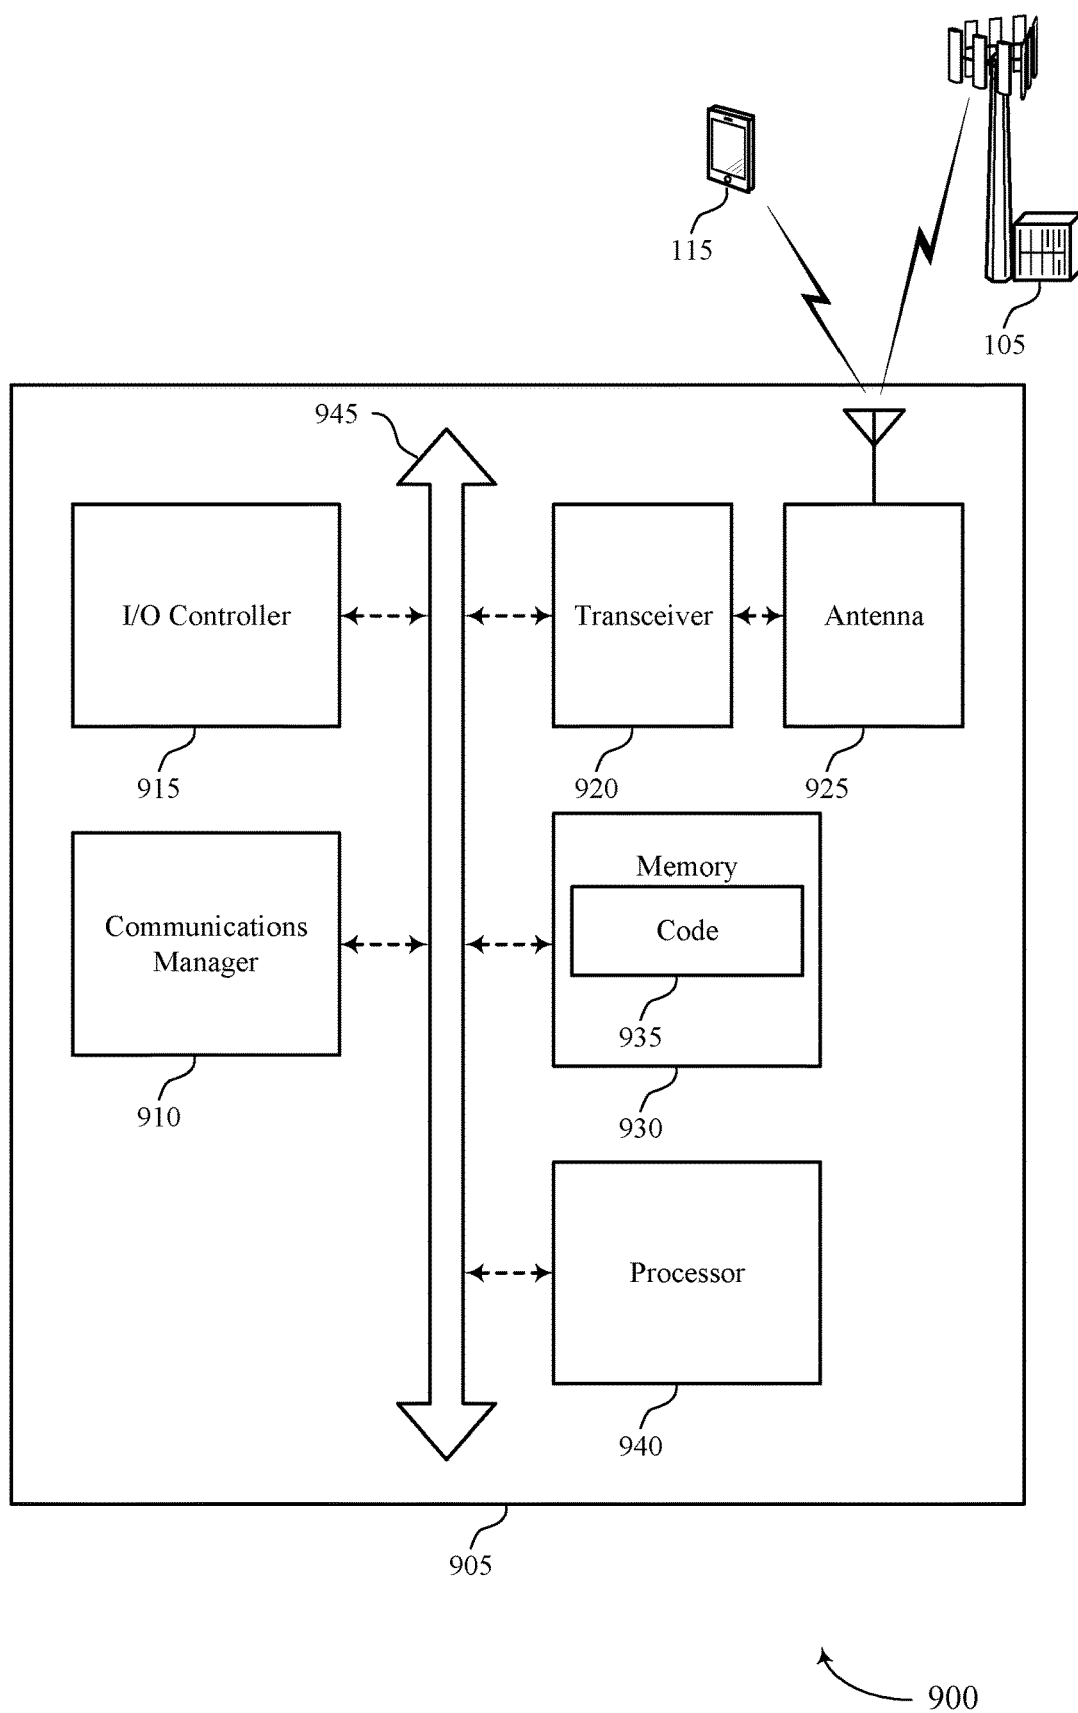 115
105
945
I/O Controller
Transceiver
Antenna
915
920
925
Memory
Code
Communications
Manager
935
910
930
Processor
940
905
900